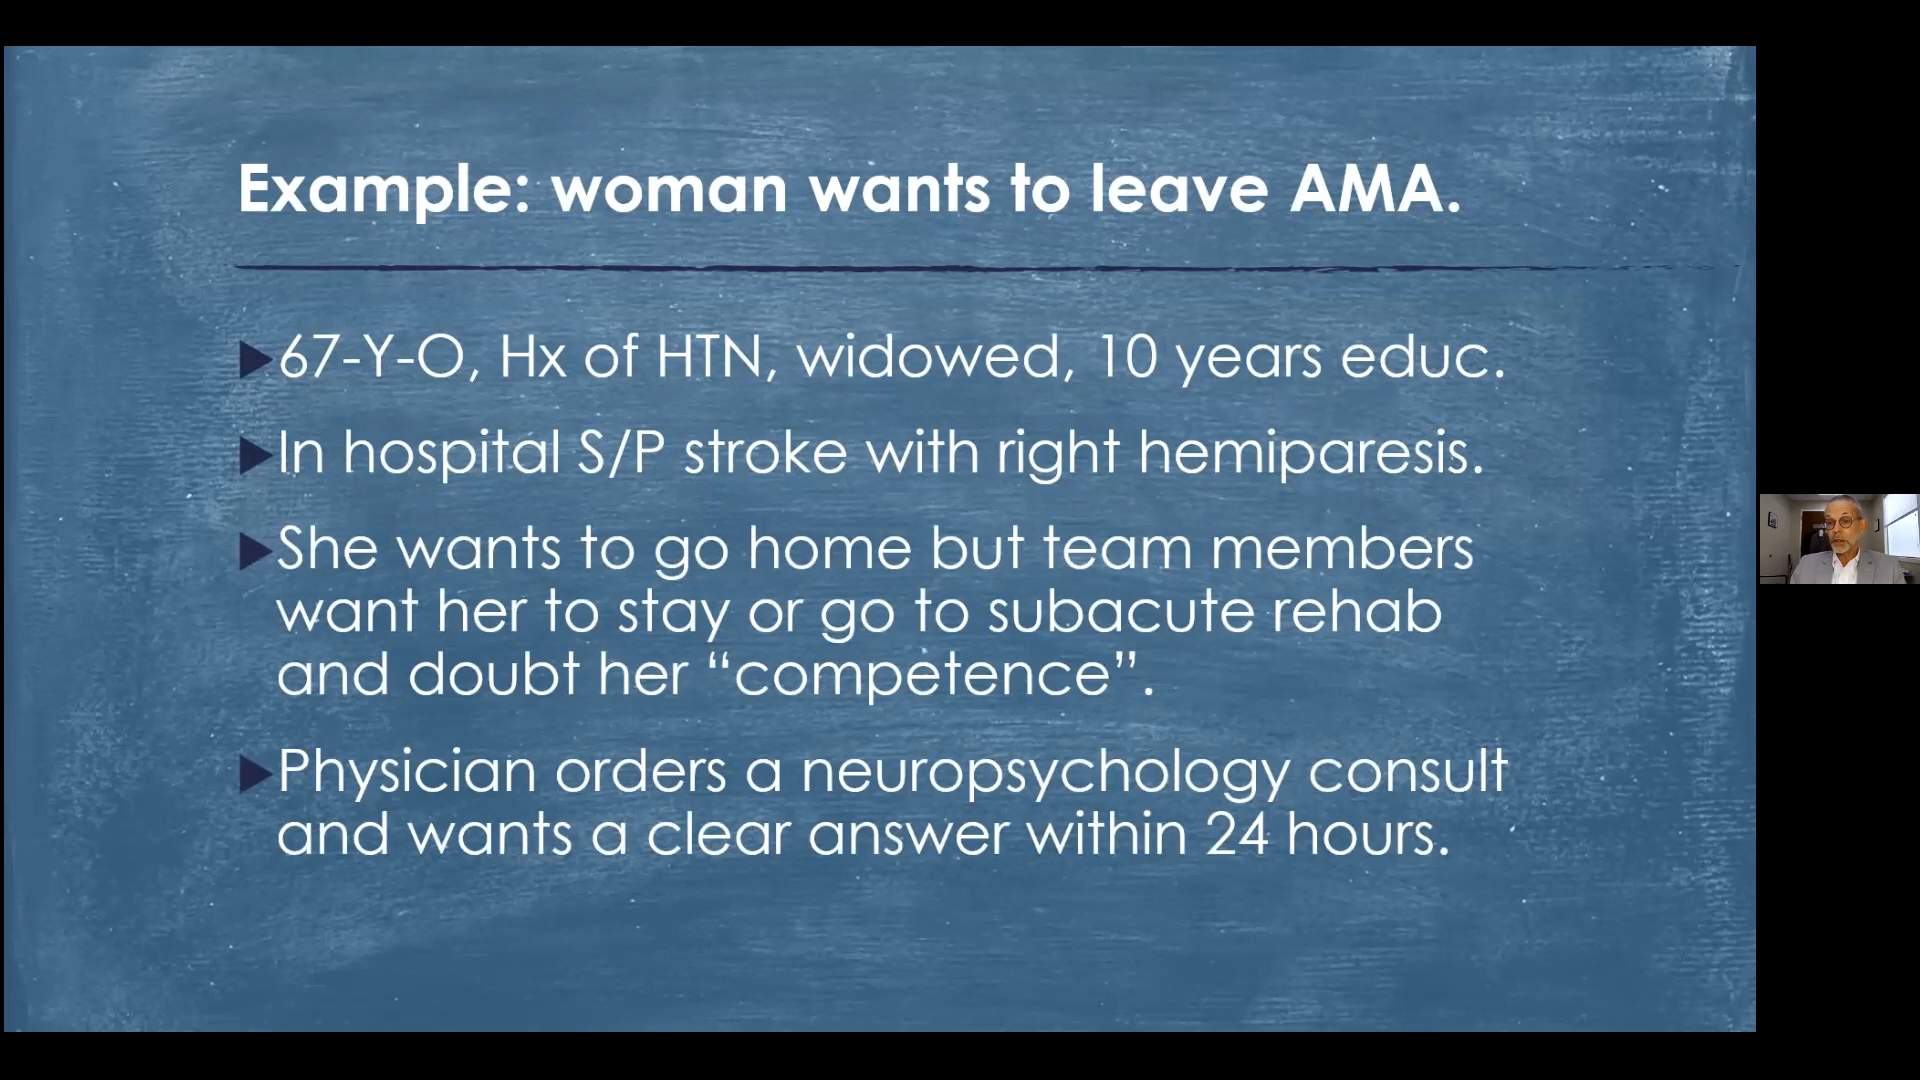 Example: woman wants to leave AMA.
67-Y-O, Hx of HTN, widowed, 10 years educ.
In hospital S/P stroke with right hemiparesis.
She wants to go home but team members
want her to stay or go to subacute rehab
and doubt her “competence”.
Physician orders a neuropsychology consult
and wants a clear answer within 24 hours.